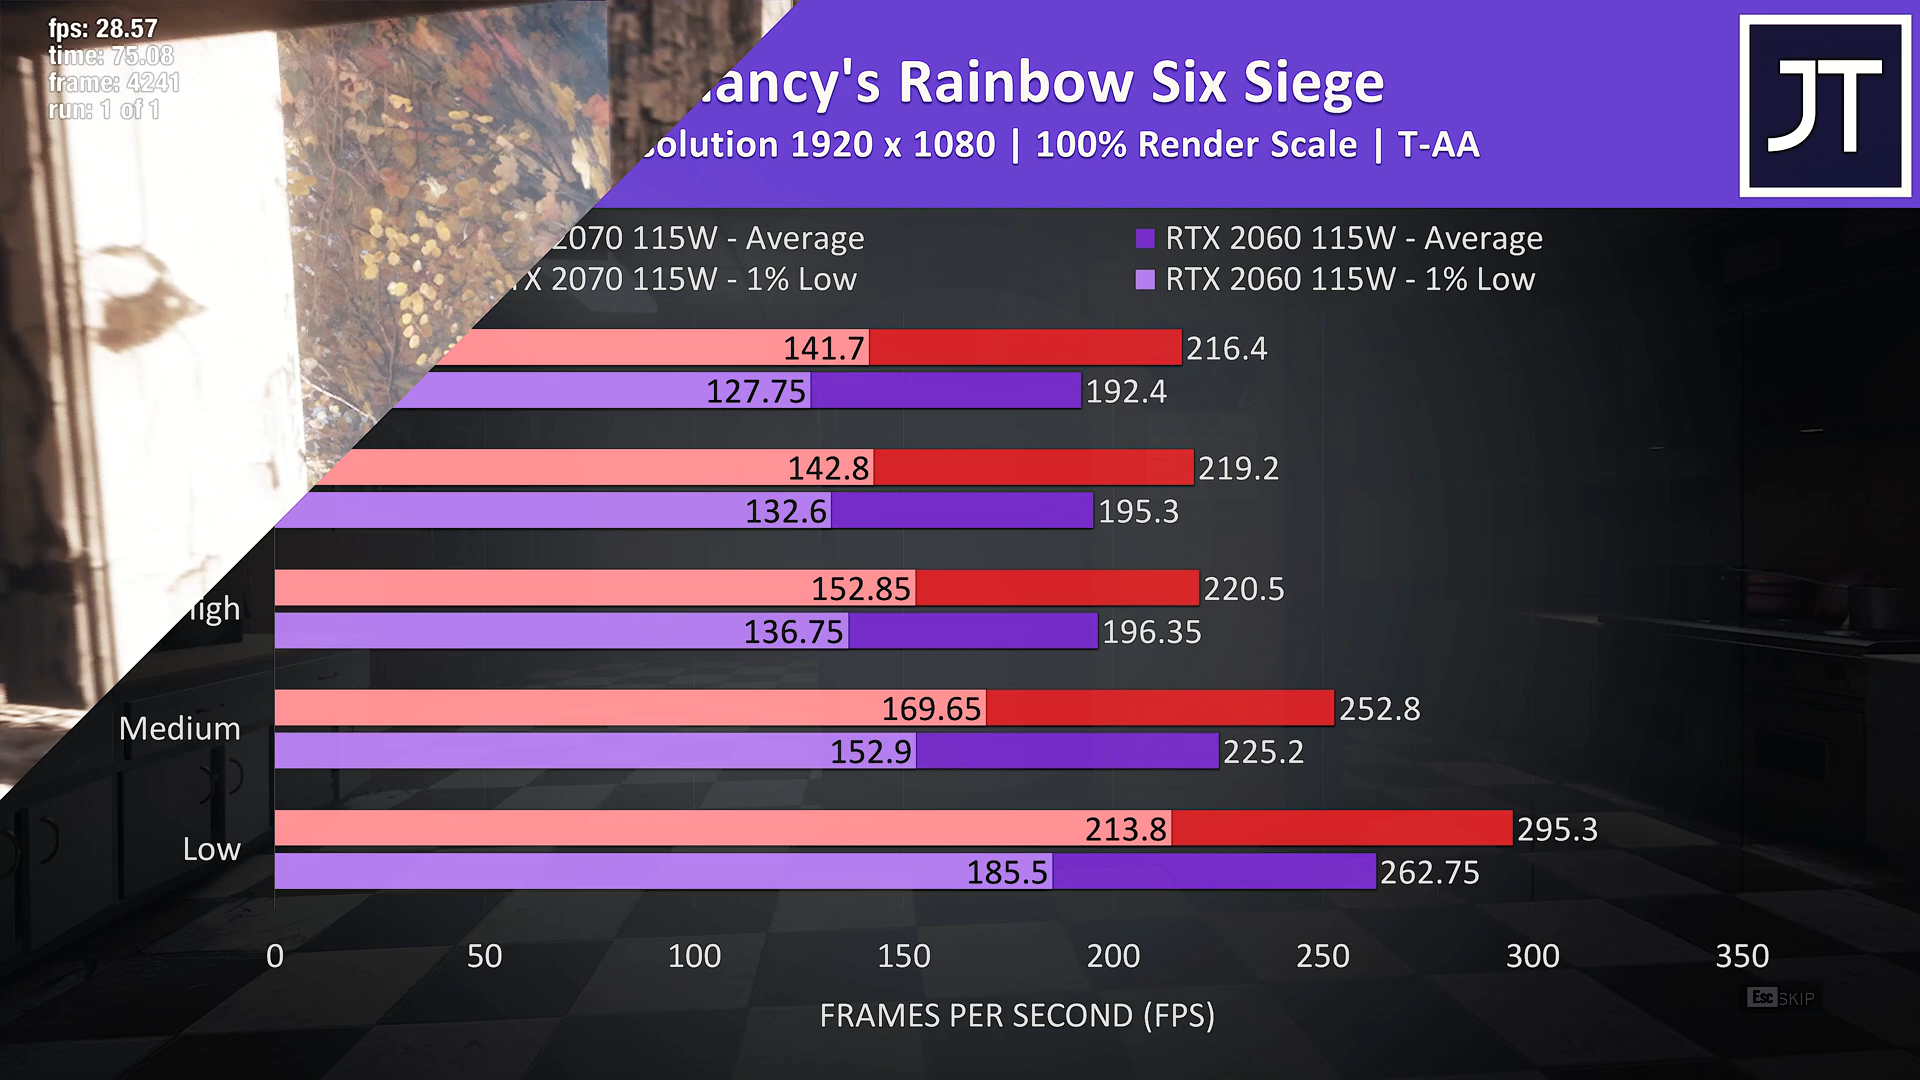 fps: 28.57
time: 75.08
frame: 4241
run: 1 of 1
ancy's Rainbow Six Siege
solution 1920 x 1080 | 100% Render Scale | T-AA
JT
2070 115W - Average
RTX 2060 115W - Average
X 2070 115W - 1% Low
RTX 2060 115W - 1% Low
141.7 216.4
127.75 192.4
142.8 219.2
132.6 195.3
igh
152.85 220.5
136.75 196.35
Medium
169.65 252.8
152.9 225.2
Low
213.8 295.3
185.5 262.75
0 50 100 150 200 250 300 350
Esc SKIP
FRAMES PER SECOND (FPS)